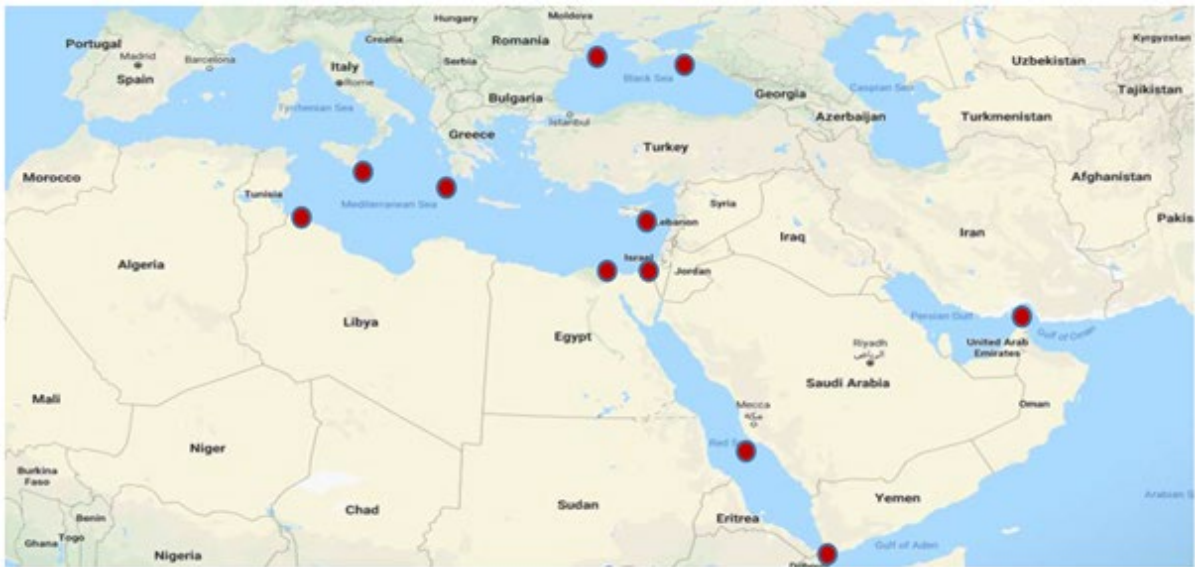 Hungary
Moldova
Portugal
Croatia
Romania
Kyrgyzstan
Madrid
Barcelona
Italy
Serbia
Uzbekistan
Spain
Rome
Black Sea
Tajikistan
Caspian Sea
Bulgaria
Georgia
Tyrrhenian Sea
Azerbaijan
Turkmenistan
Istanbul
Greece
Turkey
Morocco
Afghanistan
Tunisia
Mediterranean Sea
Syria
Lebanon
Pakis
Iraq
Iran
Algeria
Israel
Jordan
Libya
Persian Gulf
Egypt
Gulf of Oman
United Arab
Emirates
Riyadh
الرياض
Saudi Arabia
Mali
Mecca
مكة
Oman
Red S
Niger
Burkina
Faso
Yemen
Arabian S
Chad
Sudan
Benin
Eritrea
Togo
Ghana
Gulf of Aden
Nigeria